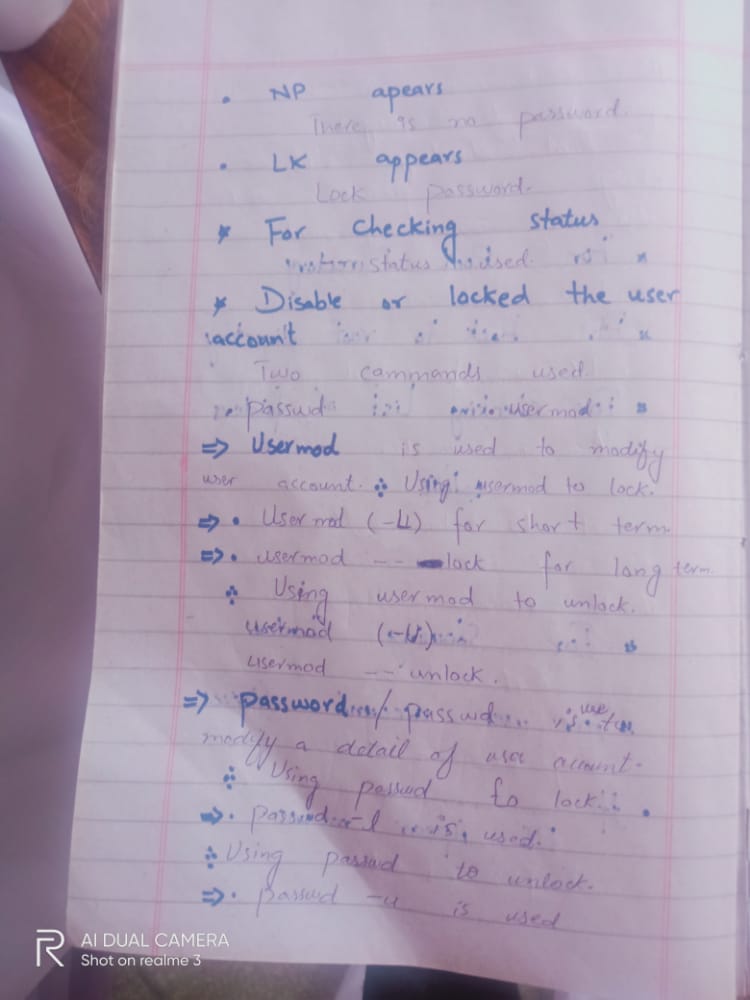 • NP apears
There is no password.
• LK appears
Lock password.
* For checking status
status used
* Disable or locked the user
account
Two commands used
passwd usermod
⇒ Usermod is used to modify
user account. Using usermod to lock.
⇒ • Usermod (-L) for short term
⇒ • usermod -- lock for long term.
Using usermod to unlock.
usermod (-U)
usermod -- unlock.
⇒ password / passwd use
modify a detail of user account.
Using passwd to lock
⇒ • passwd -l is used.
Using passwd to unlock.
⇒ • passwd -u is used
R AI DUAL CAMERA
Shot on realme 3